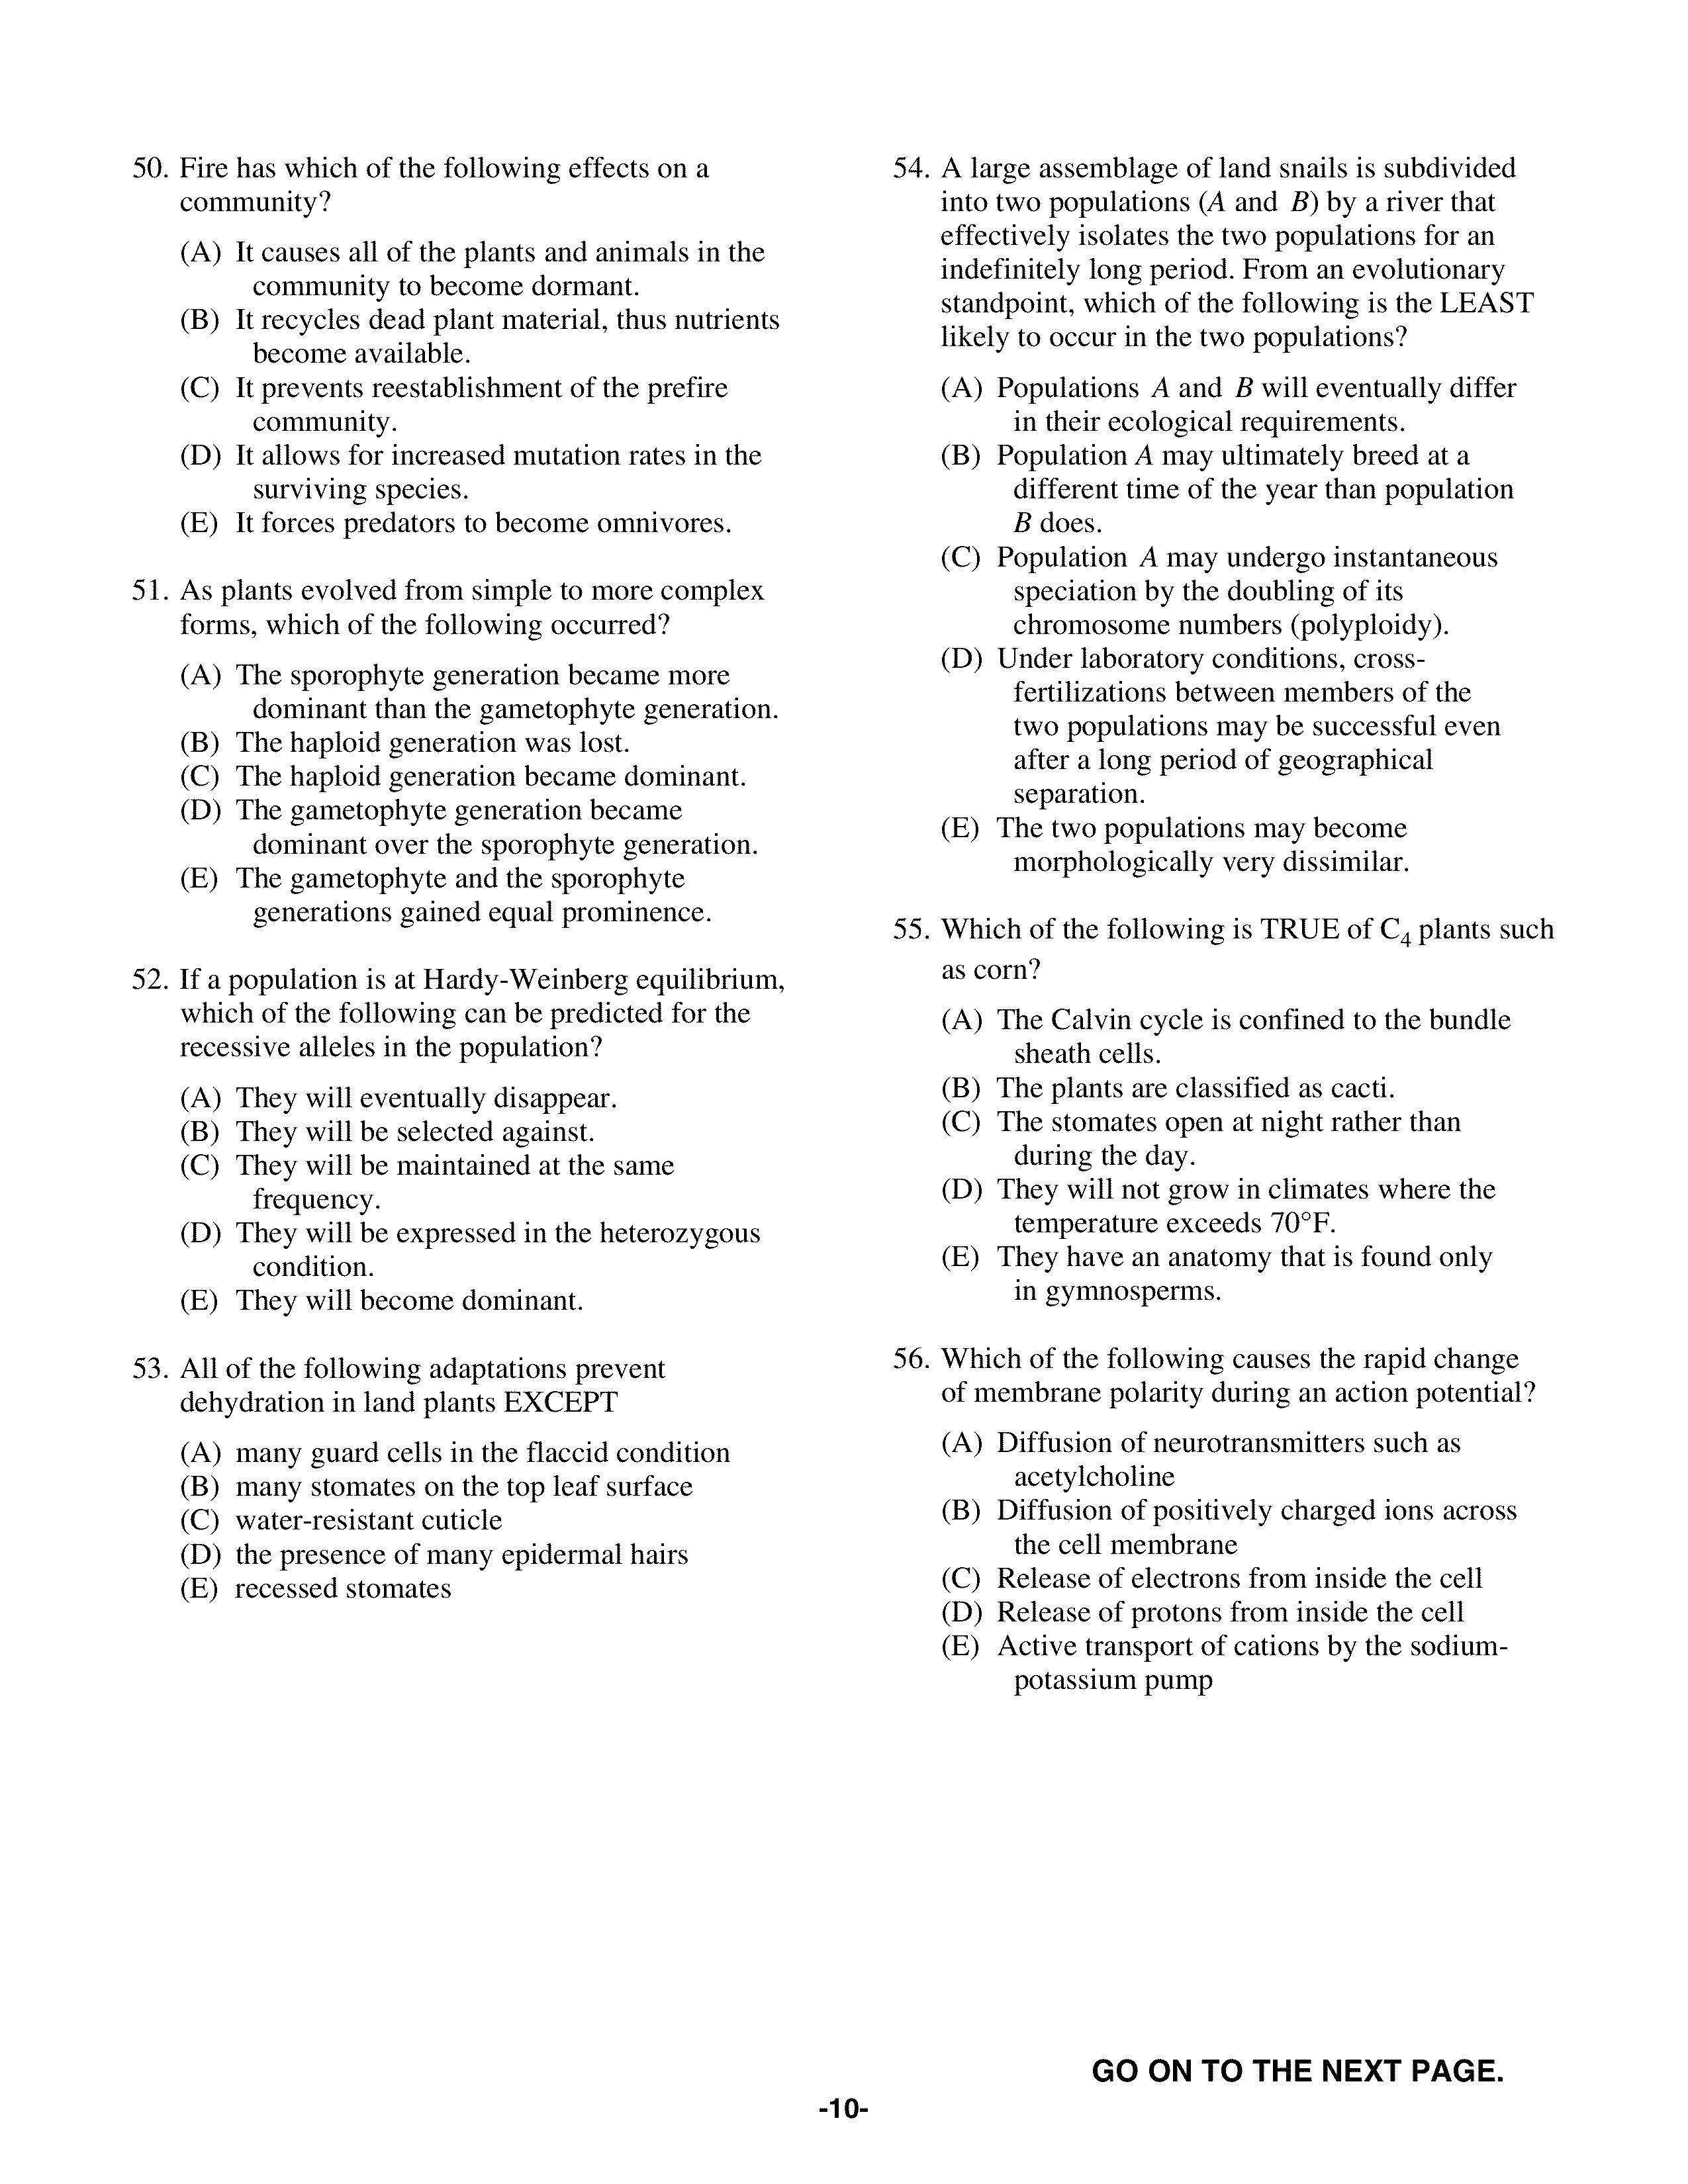 50. Fire has which of the following effects on a
community?
(A) It causes all of the plants and animals in the
community to become dormant.
(B) It recycles dead plant material, thus nutrients
become available.
(C) It prevents reestablishment of the prefire
community.
(D) It allows for increased mutation rates in the
surviving species.
(E) It forces predators to become omnivores.
51. As plants evolved from simple to more complex
forms, which of the following occurred?
(A) The sporophyte generation became more
dominant than the gametophyte generation.
(B) The haploid generation was lost.
(C) The haploid generation became dominant.
(D) The gametophyte generation became
dominant over the sporophyte generation.
(E) The gametophyte and the sporophyte
generations gained equal prominence.
52. If a population is at Hardy-Weinberg equilibrium,
which of the following can be predicted for the
recessive alleles in the population?
(A) They will eventually disappear.
(B) They will be selected against.
(C) They will be maintained at the same
frequency.
(D) They will be expressed in the heterozygous
condition.
(E) They will become dominant.
53. All of the following adaptations prevent
dehydration in land plants EXCEPT
(A) many guard cells in the flaccid condition
(B) many stomates on the top leaf surface
(C) water-resistant cuticle
(D) the presence of many epidermal hairs
(E) recessed stomates
54. A large assemblage of land snails is subdivided
into two populations (A and B) by a river that
effectively isolates the two populations for an
indefinitely long period. From an evolutionary
standpoint, which of the following is the LEAST
likely to occur in the two populations?
(A) Populations A and B will eventually differ
in their ecological requirements.
(B) Population A may ultimately breed at a
different time of the year than population
B does.
(C) Population A may undergo instantaneous
speciation by the doubling of its
chromosome numbers (polyploidy).
(D) Under laboratory conditions, cross-
fertilizations between members of the
two populations may be successful even
after a long period of geographical
separation.
(E) The two populations may become
morphologically very dissimilar.
55. Which of the following is TRUE of C4 plants such
as corn?
(A) The Calvin cycle is confined to the bundle
sheath cells.
(B) The plants are classified as cacti.
(C) The stomates open at night rather than
during the day.
(D) They will not grow in climates where the
temperature exceeds 70°F.
(E) They have an anatomy that is found only
in gymnosperms.
56. Which of the following causes the rapid change
of membrane polarity during an action potential?
(A) Diffusion of neurotransmitters such as
acetylcholine
(B) Diffusion of positively charged ions across
the cell membrane
(C) Release of electrons from inside the cell
(D) Release of protons from inside the cell
(E) Active transport of cations by the sodium-
potassium pump
GO ON TO THE NEXT PAGE.
-10-